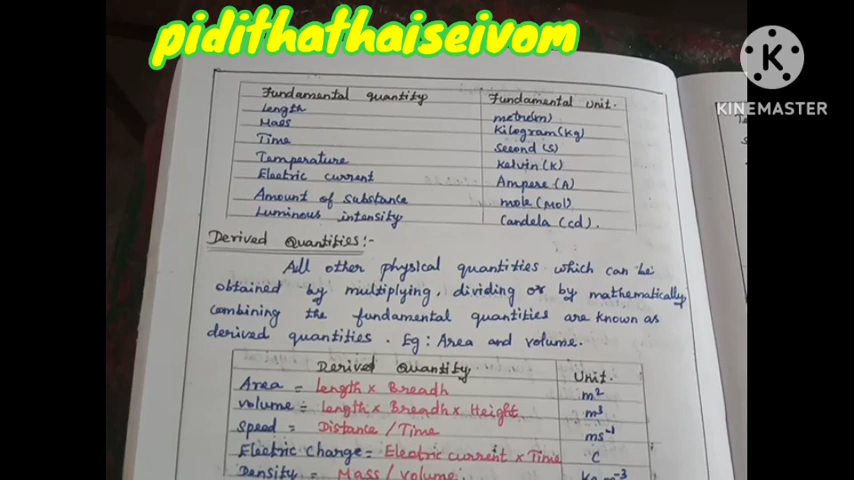 pidithathaiseivom
K
KINEMASTER
Fundamental quantity Fundamental unit.
Length metre(m)
Mass Kilogram(Kg)
Time Second (s)
Temperature Kelvin (K)
Electric current Ampere (A)
Amount of substance mole (Mol)
Luminous intensity Candela (cd).
Derived Quantities:-
All other physical quantities which can be
obtained by multiplying, dividing or by mathematically
combining the fundamental quantities are known as
derived quantities. Eg: Area and volume.
Derived Quantity Unit.
Area = Length x Breadh m²
volume = Length x Breadh x Height m³
Speed = Distance / Time ms⁻¹
Electric Charge = Electric current x Time C
Density = Mass / volume.